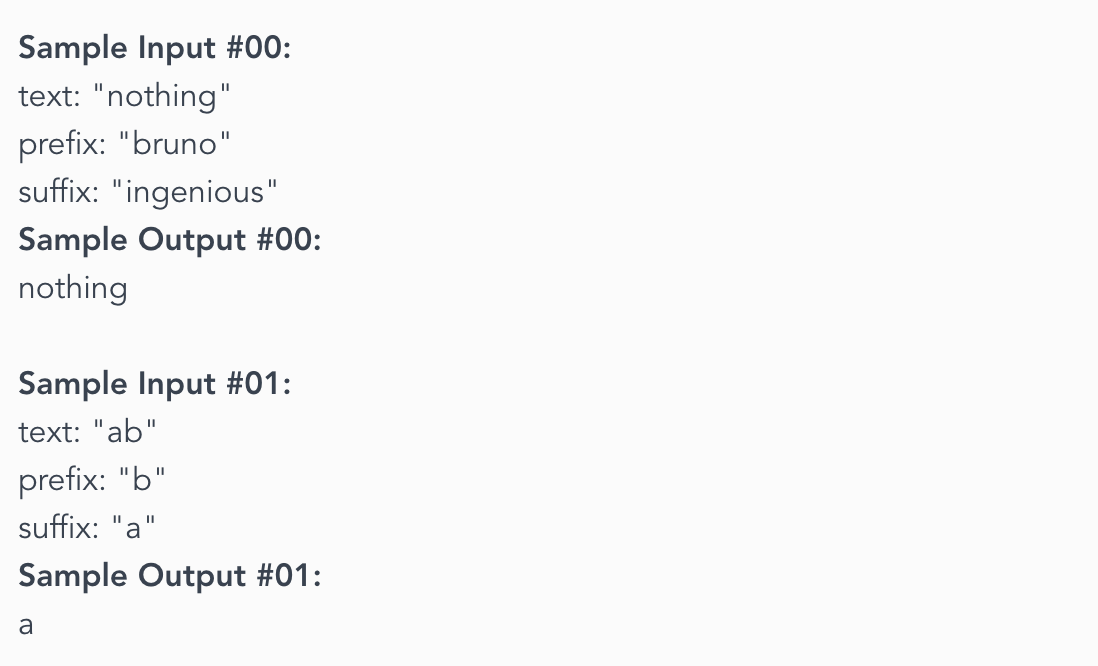 Sample Input #00:
text: "nothing"
prefix: "bruno"
suffix: "ingenious"
Sample Output #00:
nothing
Sample Input #01:
text: "ab"
prefix: "b"
suffix: "a"
Sample Output #01:
a